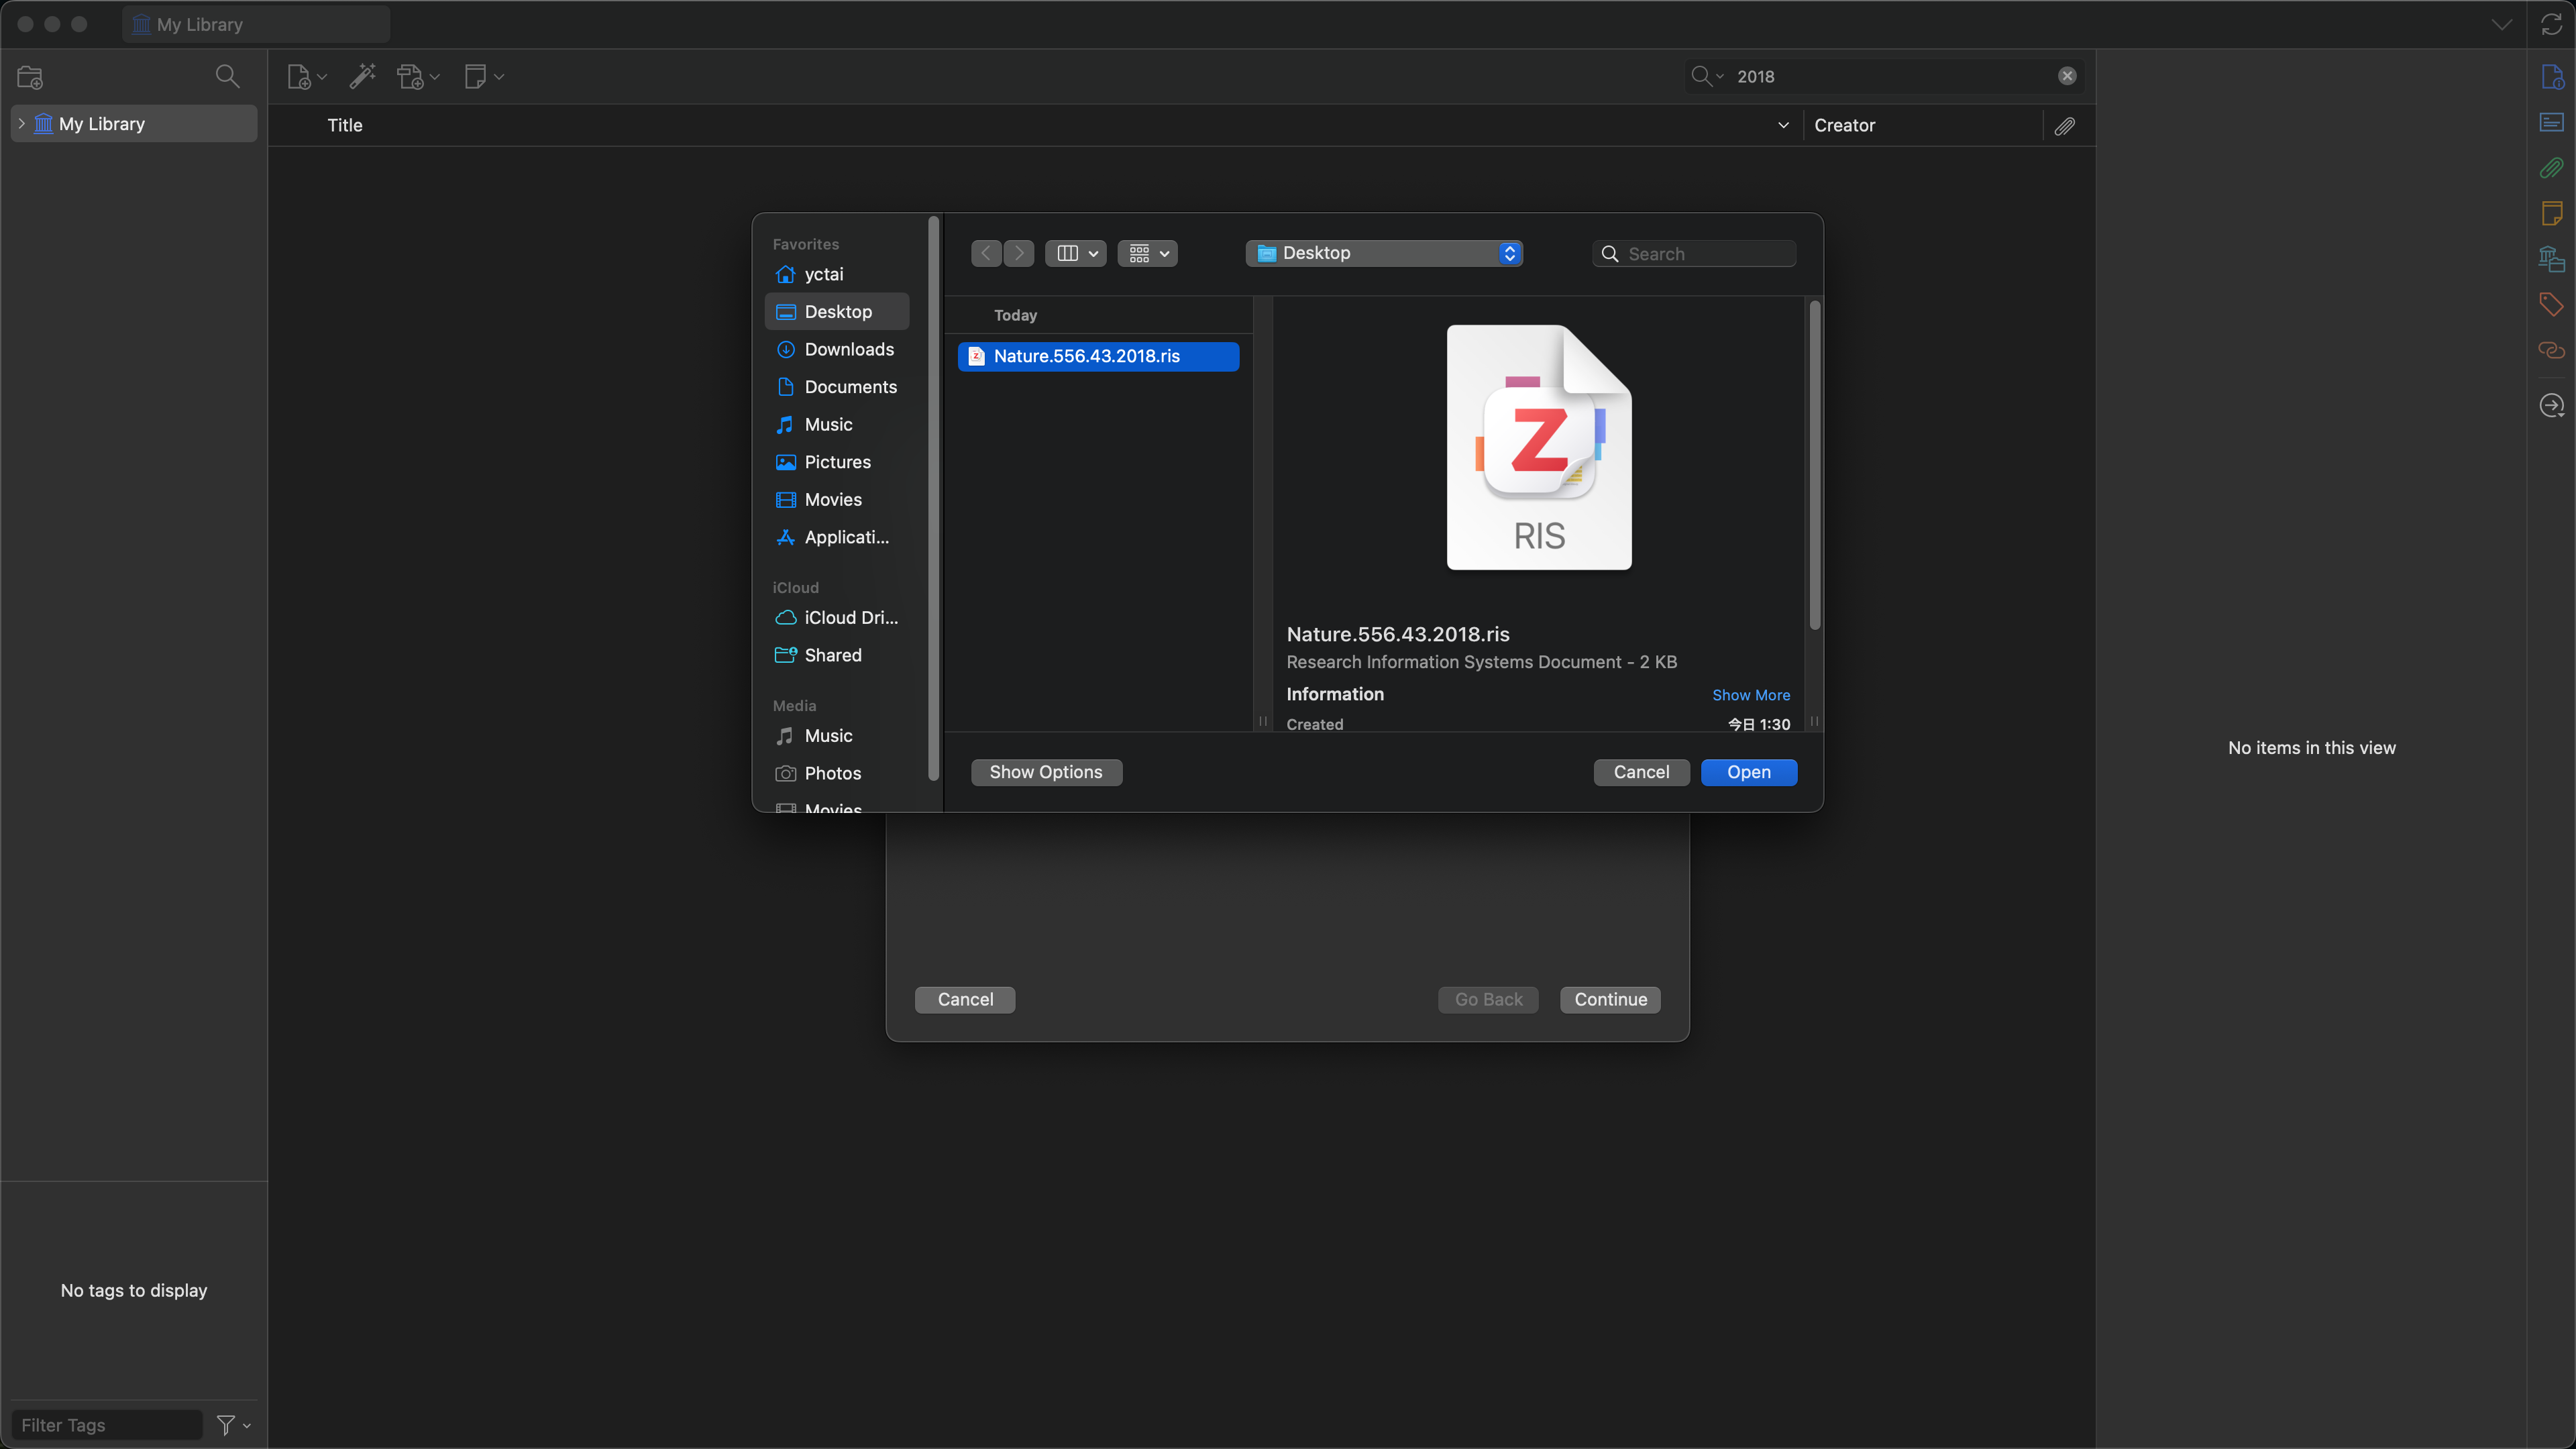 My Library
2018
My Library
Title
Creator
Favorites
yctai
Desktop
Downloads
Documents
Music
Pictures
Movies
Applicati...
iCloud
iCloud Dri...
Shared
Media
Music
Photos
Movies
Desktop
Search
Today
Nature.556.43.2018.ris
Z
RIS
Nature.556.43.2018.ris
Research Information Systems Document - 2 KB
Information
Show More
Created
今日 1:30
Show Options
Cancel
Open
Cancel
Go Back
Continue
No items in this view
No tags to display
Filter Tags